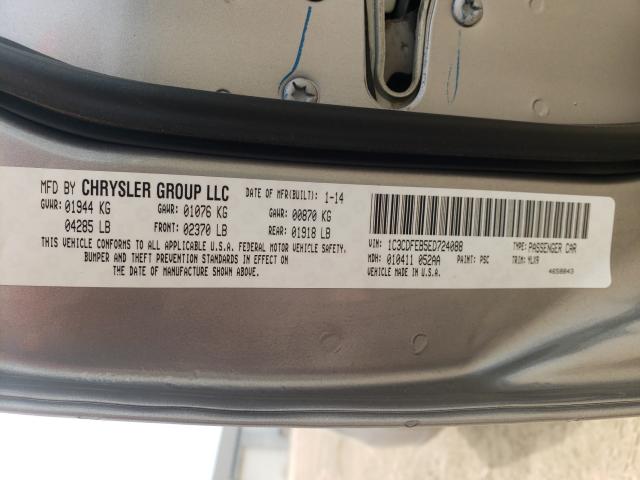 MFD BY CHRYSLER GROUP LLC DATE OF MFR(BUILT): 1-14
GVWR: 01944 KG GAWR: 01076 KG GAWR: 00870 KG
04285 LB FRONT: 02370 LB REAR: 01918 LB
THIS VEHICLE CONFORMS TO ALL APPLICABLE U.S.A. FEDERAL MOTOR VEHICLE SAFETY,
BUMPER AND THEFT PREVENTION STANDARDS IN EFFECT ON
THE DATE OF MANUFACTURE SHOWN ABOVE.
VIN: 1C3CDFEB5ED724088 TYPE: PASSENGER CAR
MDH: 010411 052AA PAINT: PSC TRIM: MLX9
VEHICLE MADE IN U.S.A. 4658843